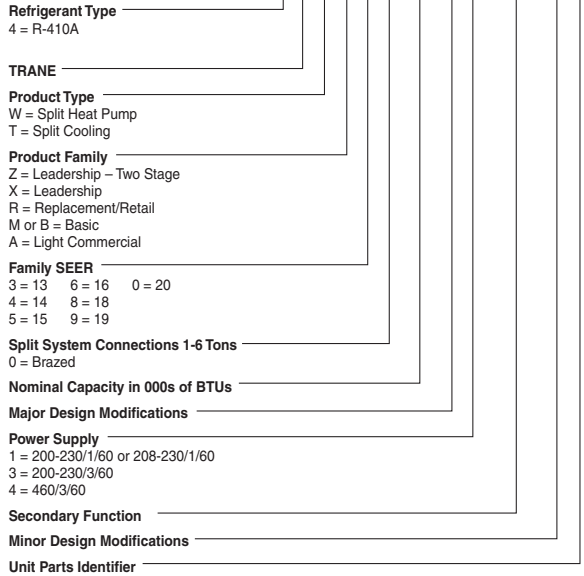 Refrigerant Type
4 = R-410A
TRANE
Product Type
W = Split Heat Pump
T = Split Cooling
Product Family
Z = Leadership – Two Stage
X = Leadership
R = Replacement/Retail
M or B = Basic
A = Light Commercial
Family SEER
3 = 13 6 = 16 0 = 20
4 = 14 8 = 18
5 = 15 9 = 19
Split System Connections 1-6 Tons
0 = Brazed
Nominal Capacity in 000s of BTUs
Major Design Modifications
Power Supply
1 = 200-230/1/60 or 208-230/1/60
3 = 200-230/3/60
4 = 460/3/60
Secondary Function
Minor Design Modifications
Unit Parts Identifier